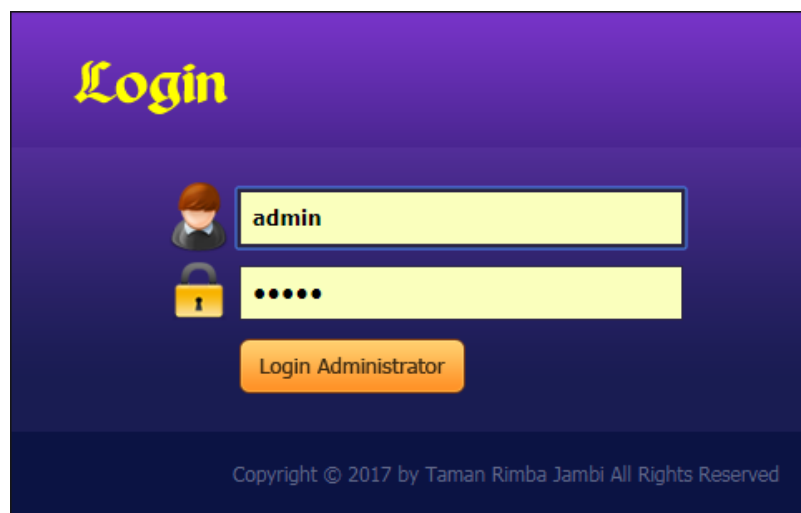 Login
admin
•••••
Login Administrator
Copyright © 2017 by Taman Rimba Jambi All Rights Reserved